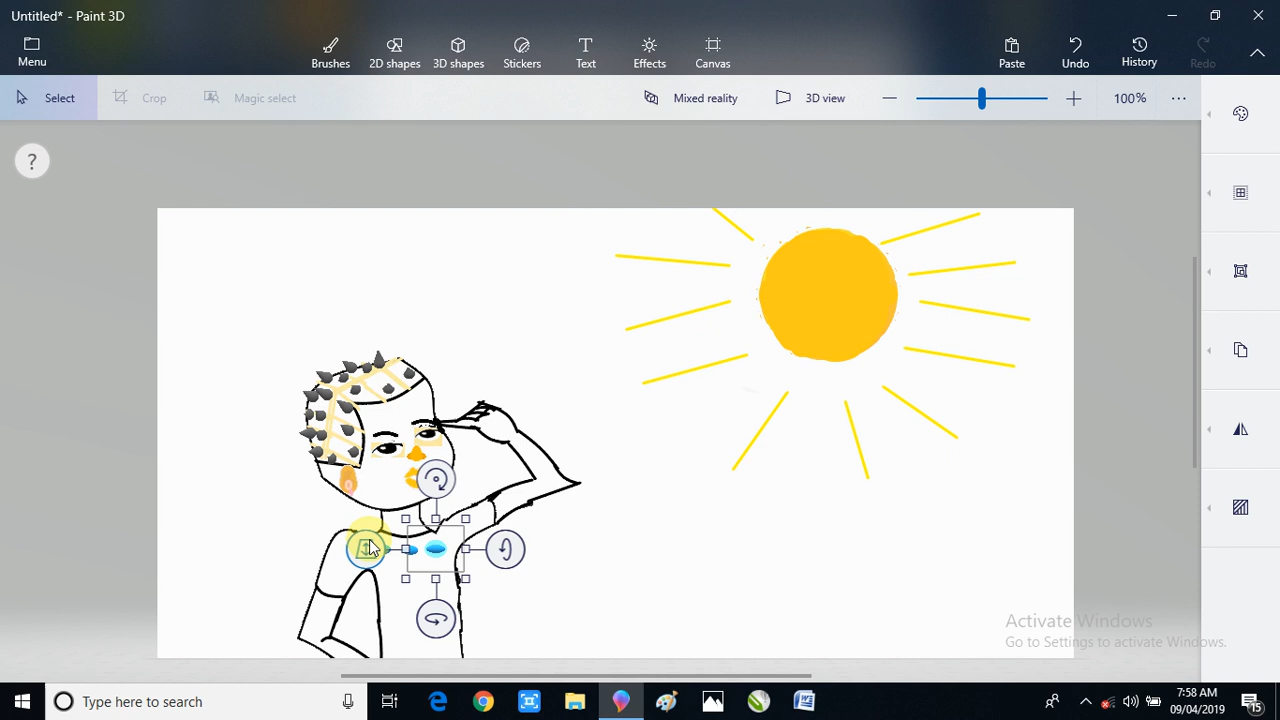 Untitled* - Paint 3D
Menu
Brushes
2D shapes
3D shapes
Stickers
Text
Effects
Canvas
Paste
Undo
History
Redo
Select
Crop
Magic select
Mixed reality
3D view
100%
?
Activate Windows
Go to Settings to activate Windows.
Type here to search
7:58 AM
09/04/2019
15